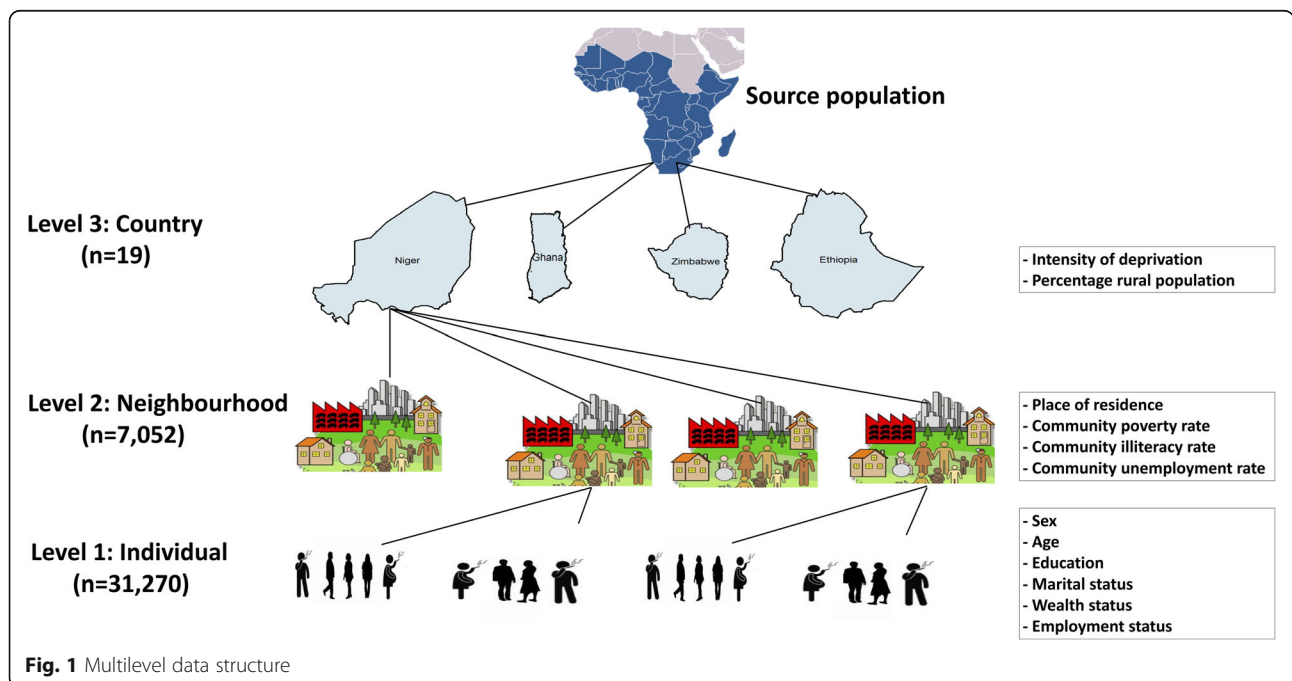 Source population
Level 3: Country
(n=19)
Niger
Ghana
Zimbabwe
Ethiopia
- Intensity of deprivation
- Percentage rural population
Level 2: Neighbourhood
(n=7,052)
- Place of residence
- Community poverty rate
- Community illiteracy rate
- Community unemployment rate
Level 1: Individual
(n=31,270)
- Sex
- Age
- Education
- Marital status
- Wealth status
- Employment status
Fig. 1 Multilevel data structure